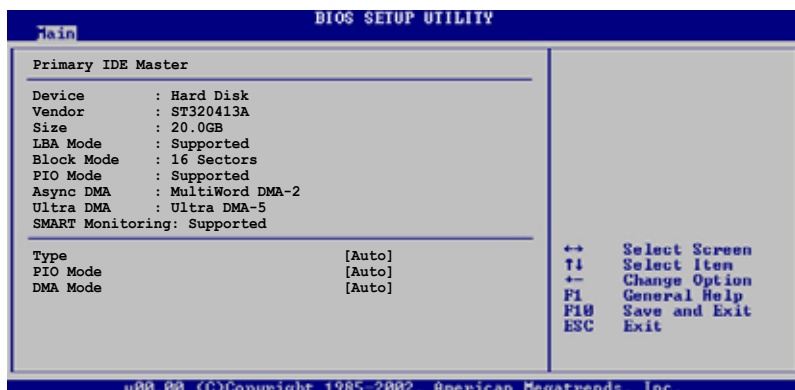 BIOS SETUP UTILITY
Main
Primary IDE Master
Device : Hard Disk
Vendor : ST320413A
Size : 20.0GB
LBA Mode : Supported
Block Mode : 16 Sectors
PIO Mode : Supported
Async DMA : MultiWord DMA-2
Ultra DMA : Ultra DMA-5
SMART Monitoring: Supported
Type [Auto]
PIO Mode [Auto]
DMA Mode [Auto]
↔ Select Screen
↑↓ Select Item
+- Change Option
F1 General Help
F10 Save and Exit
ESC Exit
v00.00 (C)Copyright 1985-2002, American Megatrends, Inc.